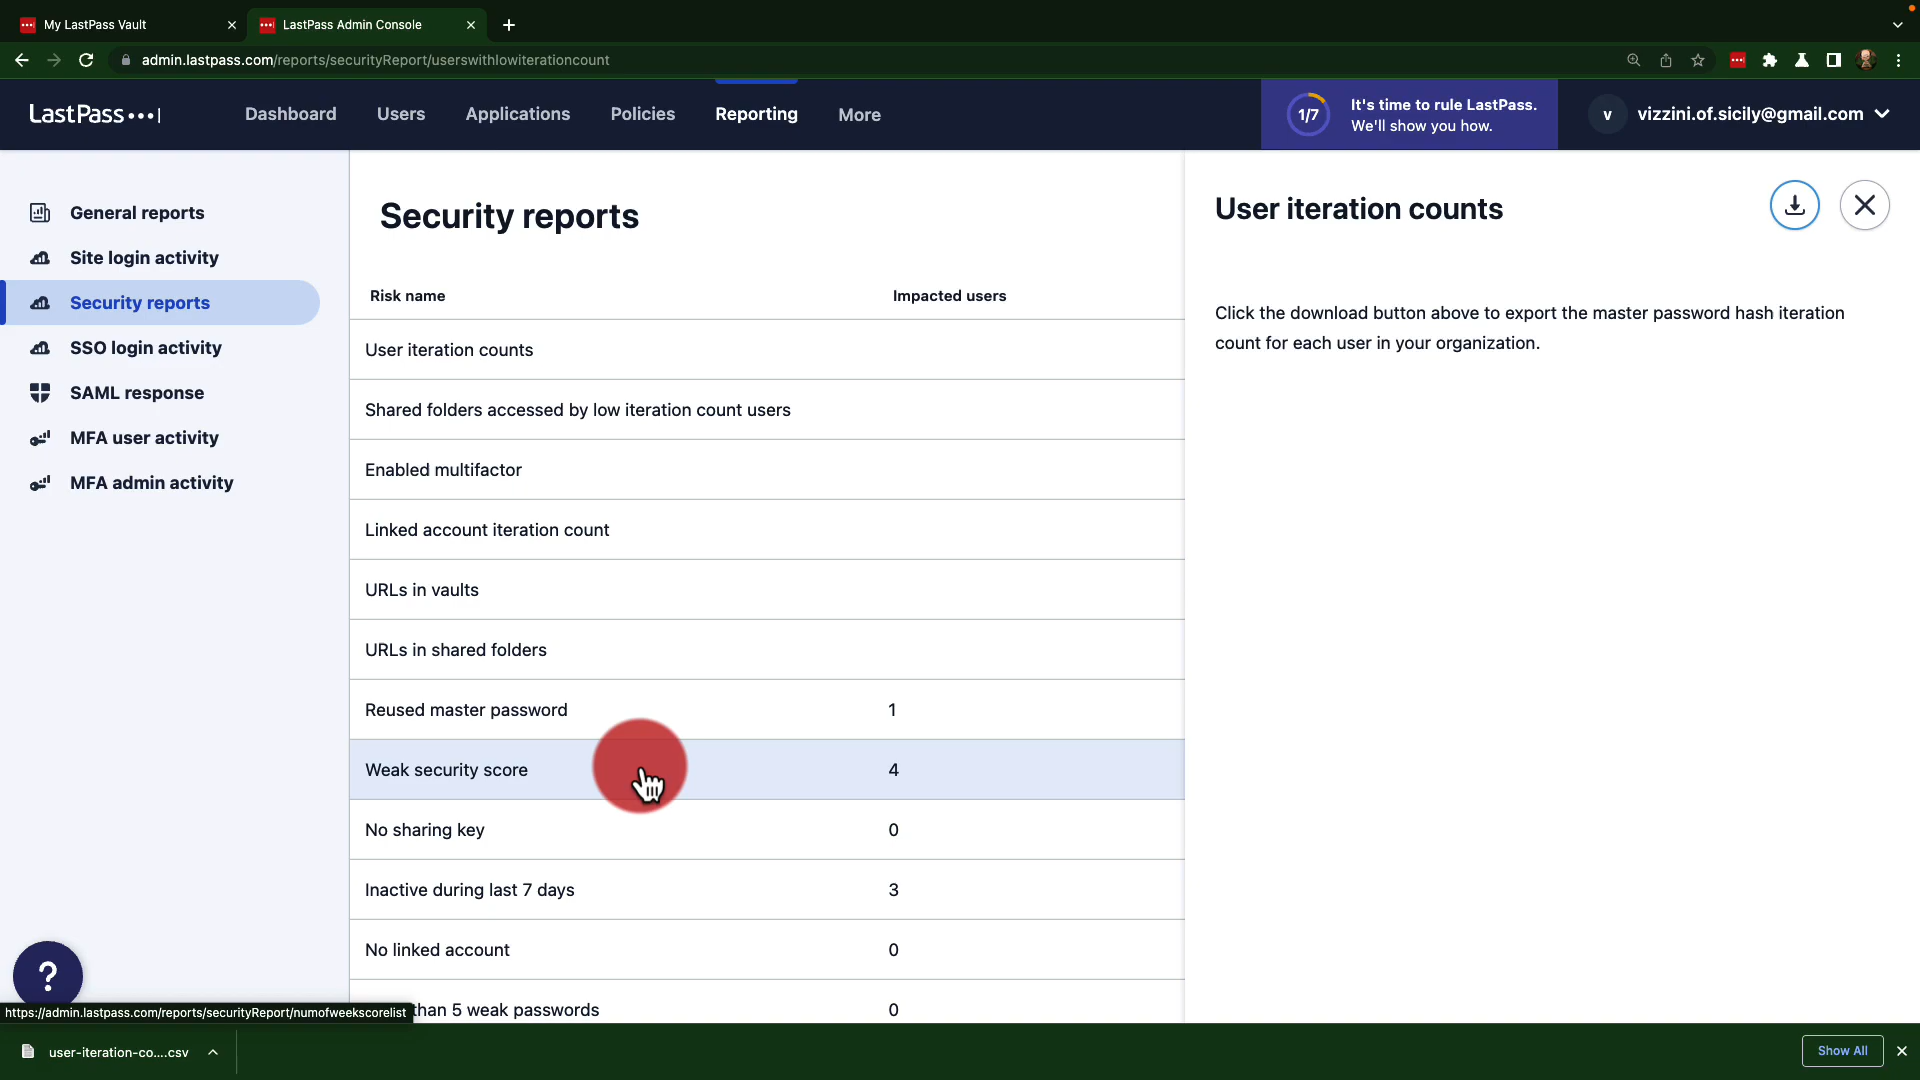 My LastPass Vault
LastPass Admin Console
admin.lastpass.com/reports/securityReport/userswithlowiterationcount
LastPass
Dashboard
Users
Applications
Policies
Reporting
More
1/7
It's time to rule LastPass.
We'll show you how.
v
vizzini.of.sicily@gmail.com
General reports
Site login activity
Security reports
SSO login activity
SAML response
MFA user activity
MFA admin activity
Security reports
Risk name
Impacted users
User iteration counts
Shared folders accessed by low iteration count users
Enabled multifactor
Linked account iteration count
URLs in vaults
URLs in shared folders
Reused master password 1
Weak security score 4
No sharing key 0
Inactive during last 7 days 3
No linked account 0
than 5 weak passwords 0
User iteration counts
Click the download button above to export the master password hash iteration
count for each user in your organization.
?
https://admin.lastpass.com/reports/securityReport/numofweekscorelist
user-iteration-co....csv
Show All